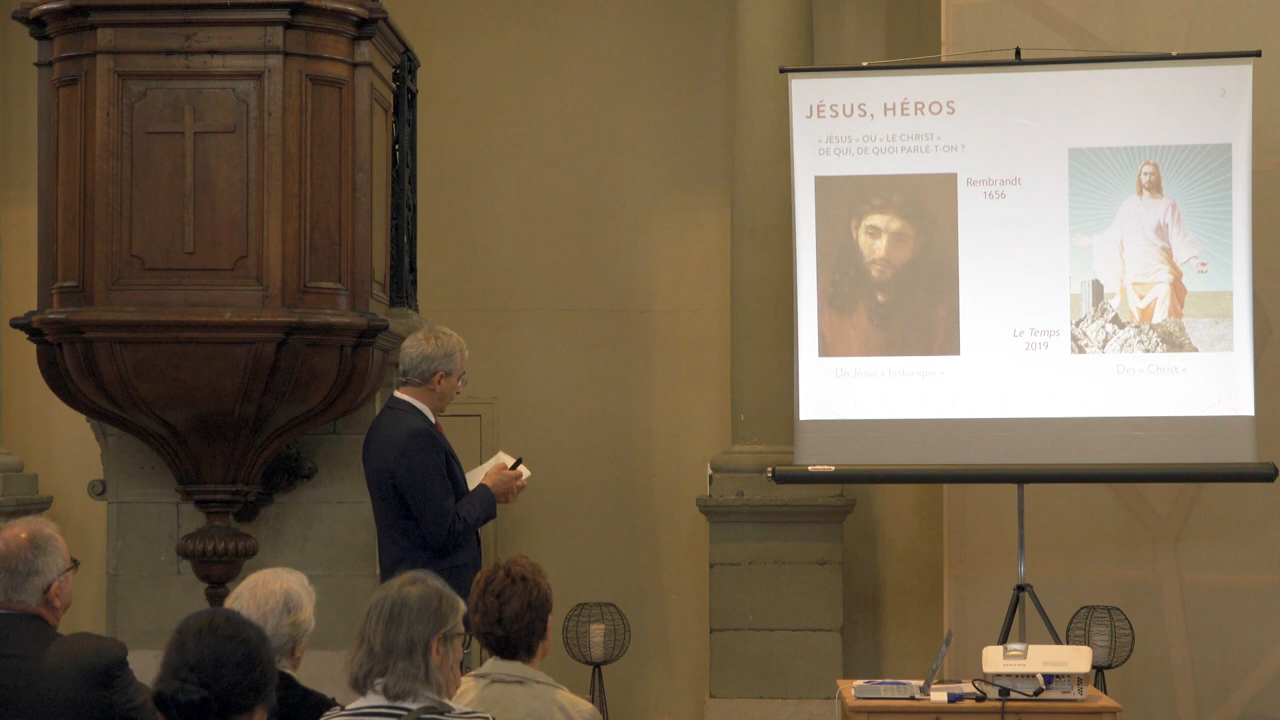 2
JÉSUS, HÉROS
« JÉSUS » OU « LE CHRIST »
DE QUI, DE QUOI PARLE-T-ON ?
Rembrandt
1656
Le Temps
2019
Un Jésus « historique »
Des « Christ »